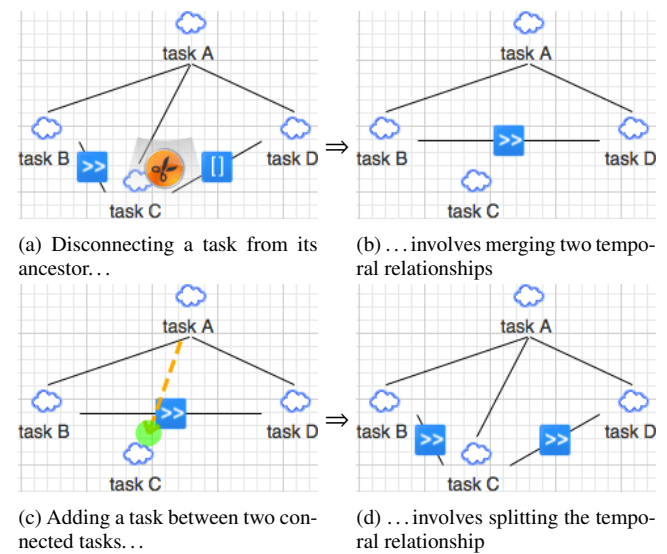 task A
task B
>>
[]
task D
task C
⇒
task A
task B
>>
task D
task C
(a) Disconnecting a task from its
ancestor...
(b) ...involves merging two tempo-
ral relationships
task A
task B
>>
task D
task C
⇒
task A
task B
>>
>>
task D
task C
(c) Adding a task between two con-
nected tasks...
(d) ...involves splitting the tempo-
ral relationship